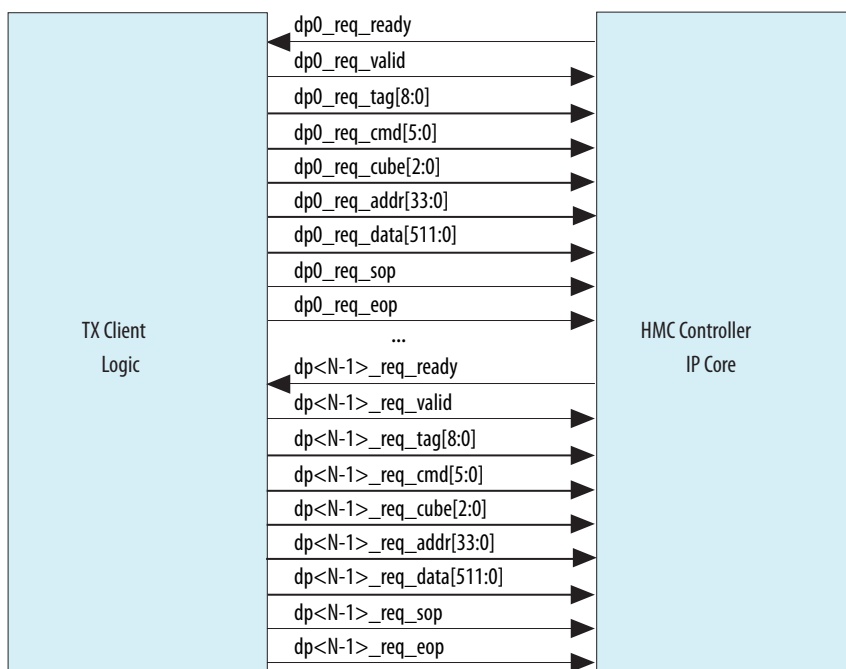 dp0_req_ready
dp0_req_valid
dp0_req_tag[8:0]
dp0_req_cmd[5:0]
dp0_req_cube[2:0]
dp0_req_addr[33:0]
dp0_req_data[511:0]
dp0_req_sop
dp0_req_eop
TX Client
Logic
...
HMC Controller
IP Core
dp<N-1>_req_ready
dp<N-1>_req_valid
dp<N-1>_req_tag[8:0]
dp<N-1>_req_cmd[5:0]
dp<N-1>_req_cube[2:0]
dp<N-1>_req_addr[33:0]
dp<N-1>_req_data[511:0]
dp<N-1>_req_sop
dp<N-1>_req_eop